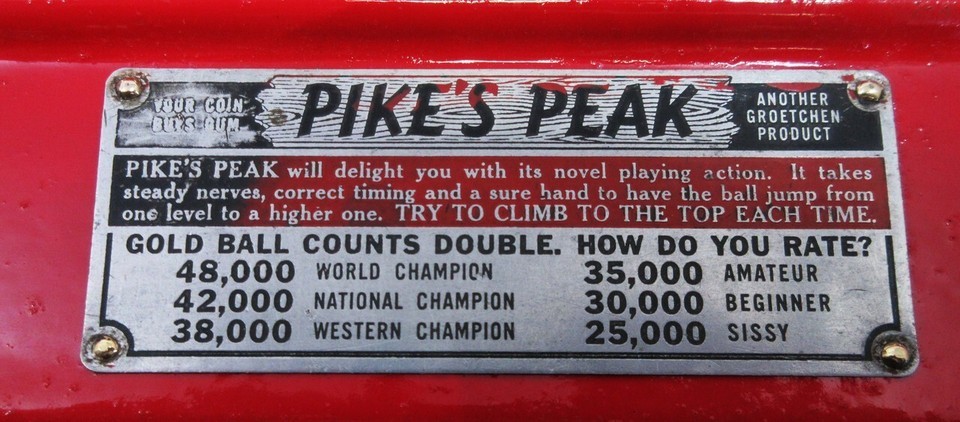 YOUR COIN
BUYS GUM
PIKE'S PEAK
ANOTHER
GROETCHEN
PRODUCT
PIKE'S PEAK will delight you with its novel playing action. It takes
steady nerves, correct timing and a sure hand to have the ball jump from
one level to a higher one. TRY TO CLIMB TO THE TOP EACH TIME.
GOLD BALL COUNTS DOUBLE. HOW DO YOU RATE?
48,000 WORLD CHAMPION 35,000 AMATEUR
42,000 NATIONAL CHAMPION 30,000 BEGINNER
38,000 WESTERN CHAMPION 25,000 SISSY